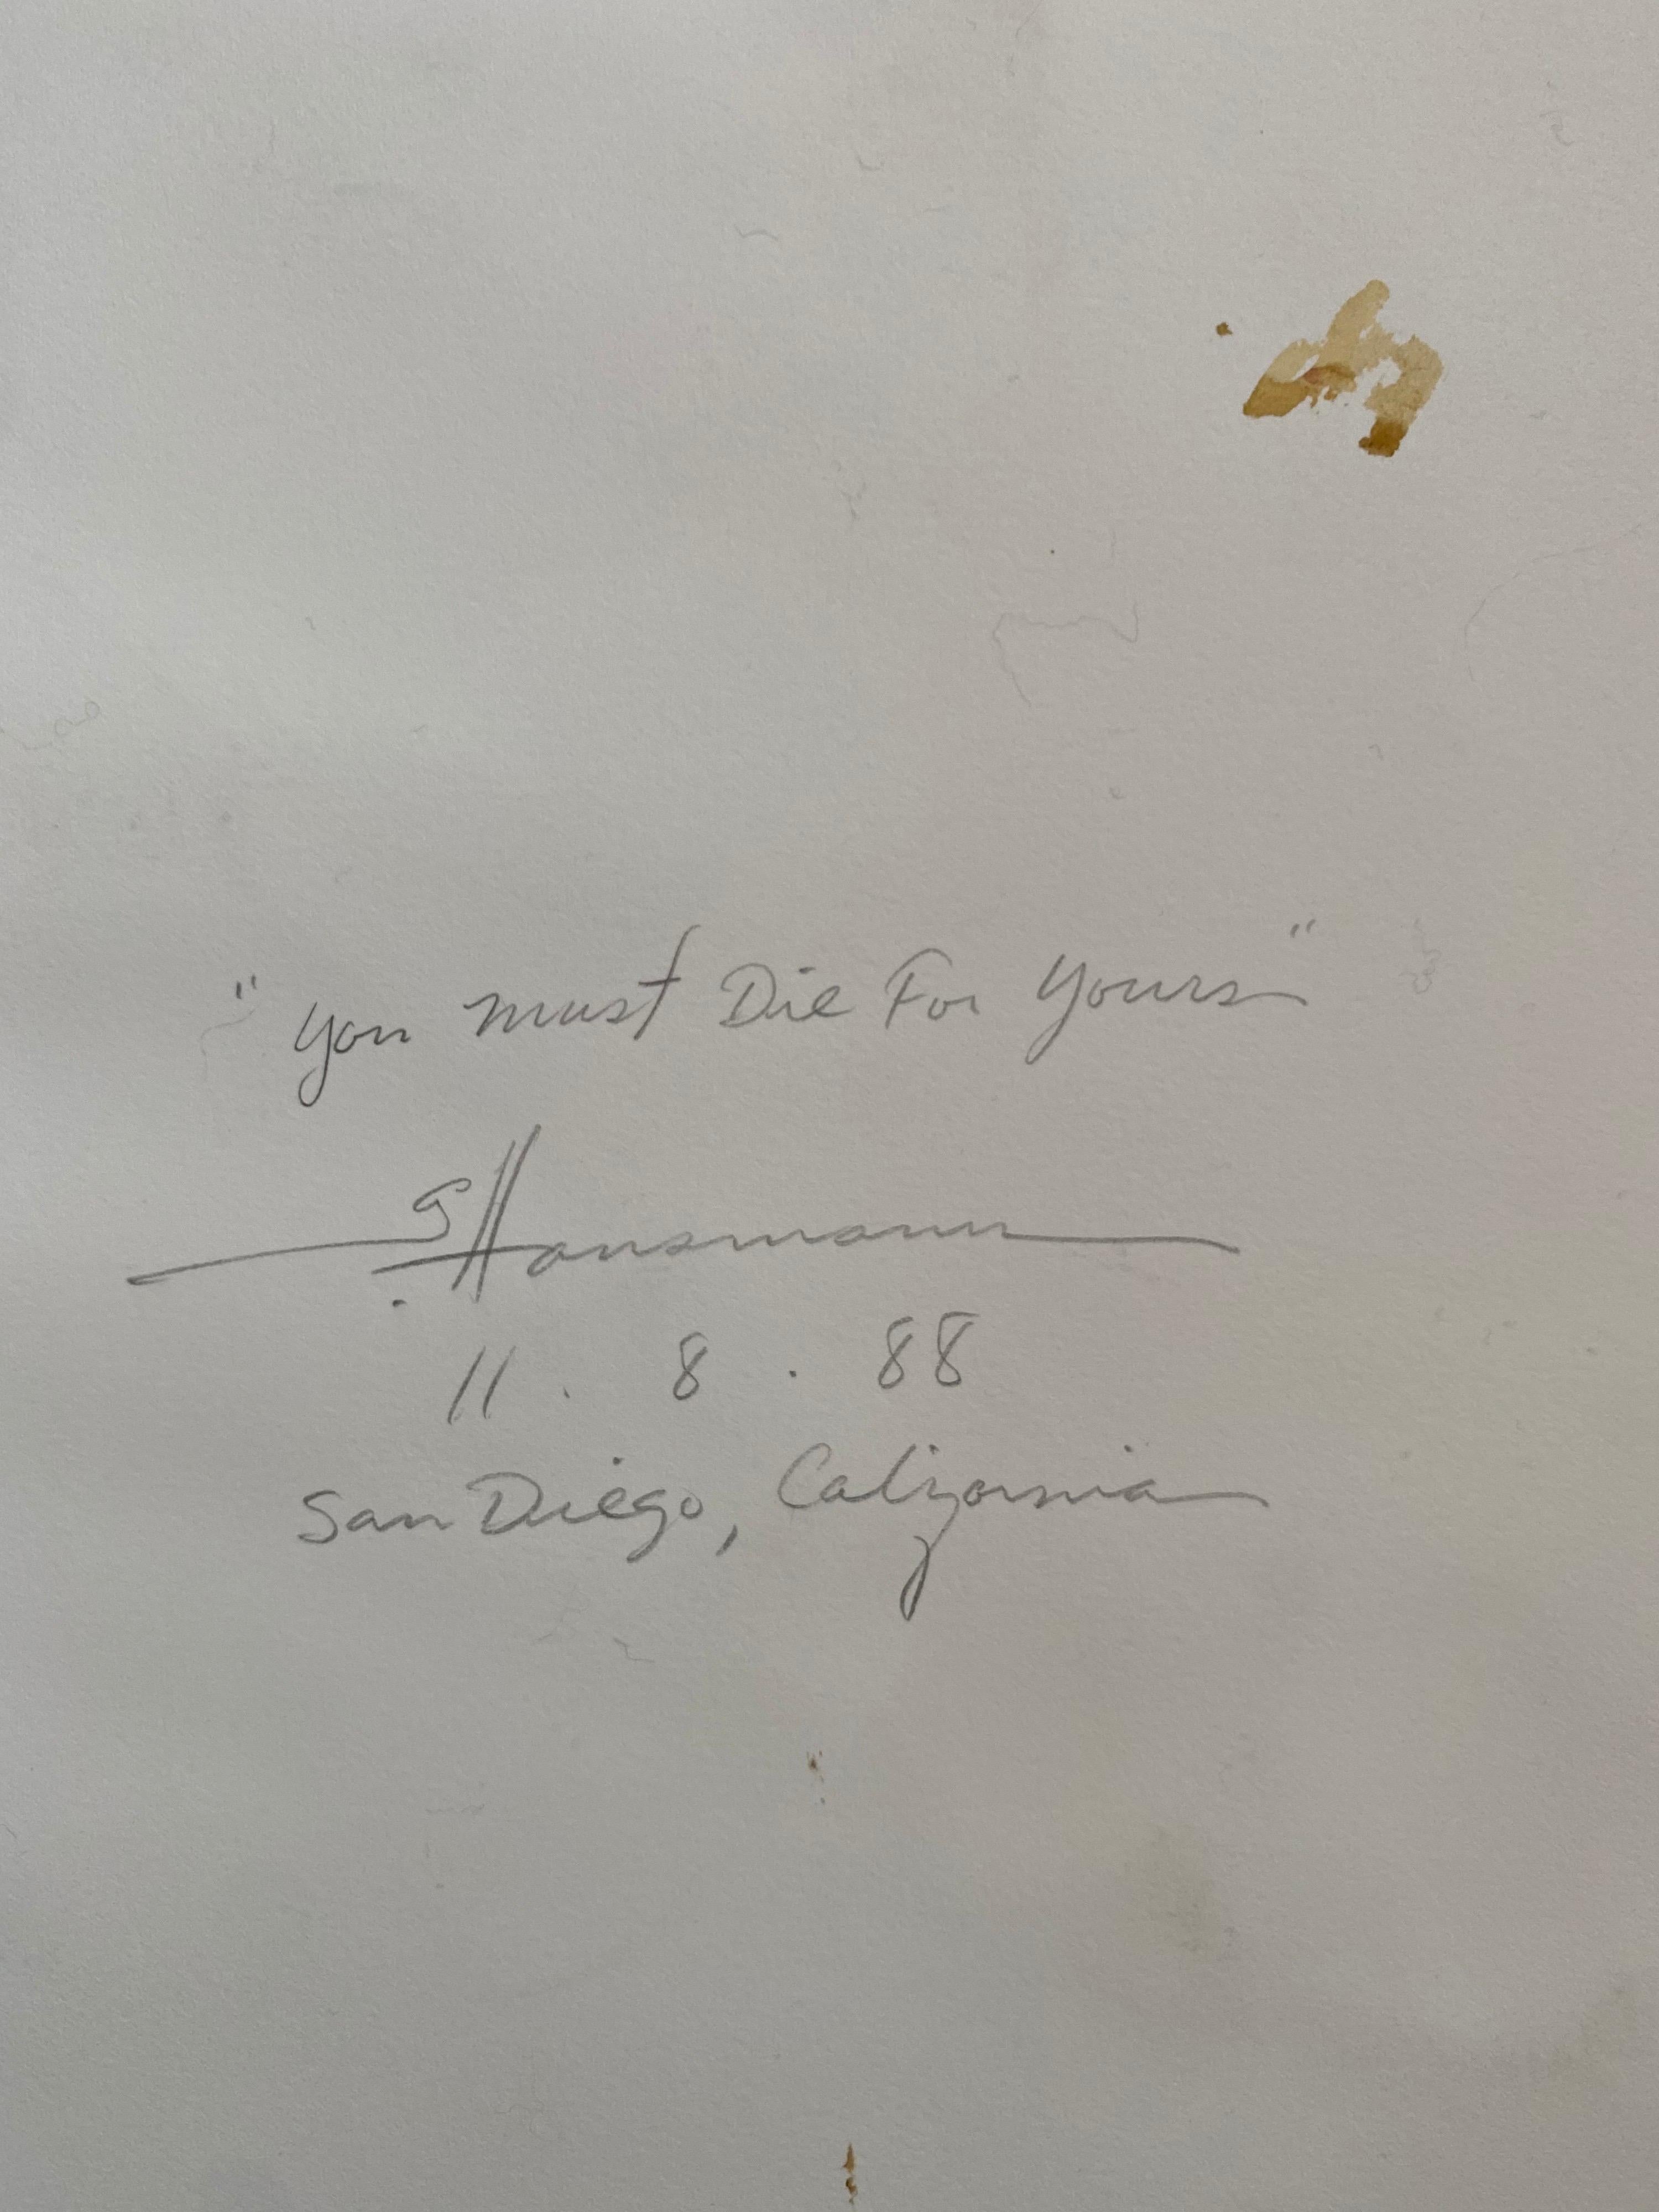 "You must Die For Yours"
S. Hausmann
11 . 8 . 88
San Diego, California